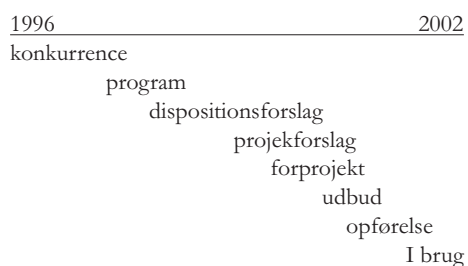 1996 2002
konkurrence
program
dispositionsforslag
projekforslag
forprojekt
udbud
opførelse
I brug